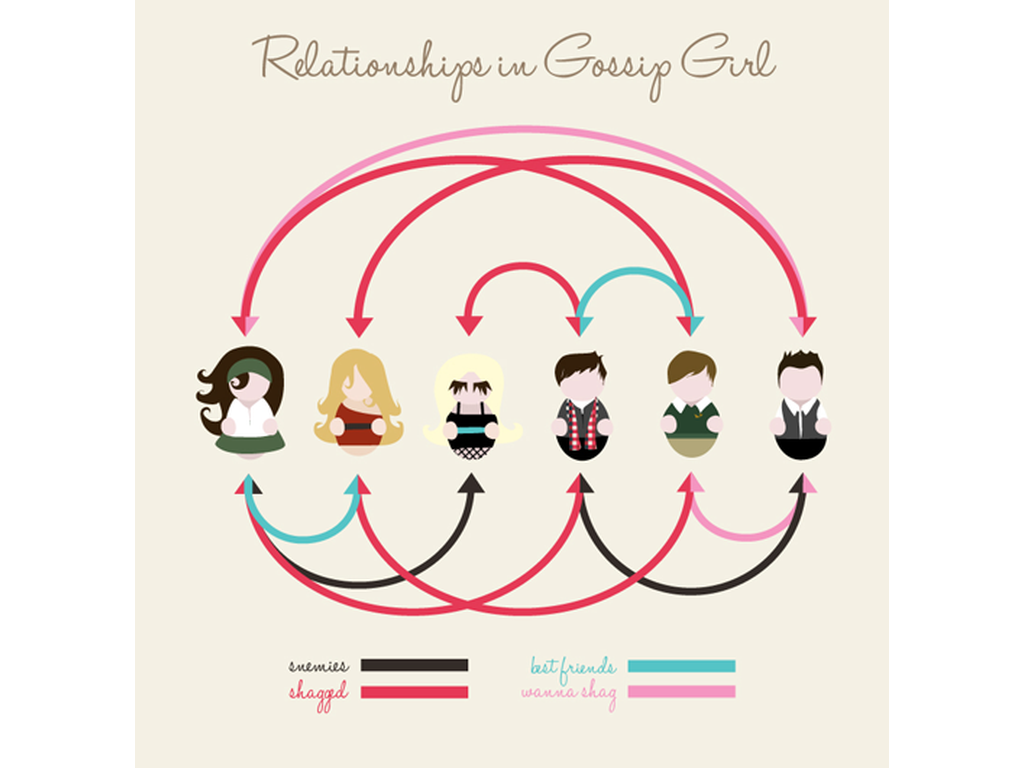 Relationships in Gossip Girl
enemies
best friends
shagged
wanna shag